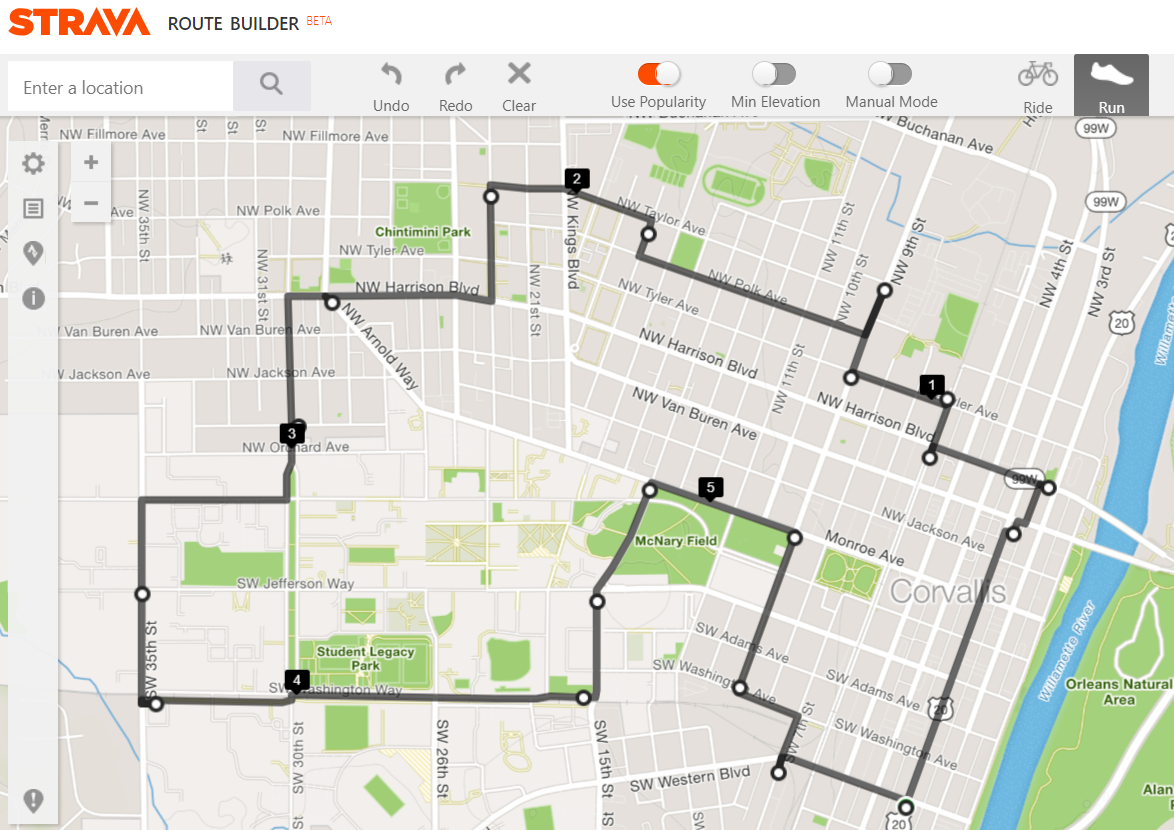 STRAVA ROUTE BUILDER BETA
Enter a location
Undo
Redo
Clear
Use Popularity
Min Elevation
Manual Mode
Ride
Run
NW Fillmore Ave
NW Fillmore Ave
St
St
St
Buchanan Ave
99W
99W
NW Polk Ave
Ave
NW 35th St
Chintimini Park
NW Tyler Ave
NW 31st St
NW Harrison Blvd
NW 21st St
NW Kings Blvd
2
NW Taylor Ave
NW Polk Ave
NW Tyler Ave
NW 11th St
NW 10th St
NW 9th St
NW 4th St
NW 3rd St
20
Van Buren Ave
NW Van Buren Ave
NW Arnold Way
NW Harrison Blvd
NW 11th St
Jackson Ave
NW Jackson Ave
NW Van Buren Ave
NW Harrison Blvd
1
3
NW Orchard Ave
99W
5
McNary Field
Monroe Ave
NW Jackson Ave
Corvallis
SW Jefferson Way
SW 35th St
Student Legacy
Park
4
SW Washington Way
SW Adams Ave
SW Washington Ave
SW Adams Ave
SW Washington Ave
20
SW 7th St
SW 30th St
SW 26th St
SW 15th St
SW Western Blvd
20
Willamette River
Orleans Natural
Area